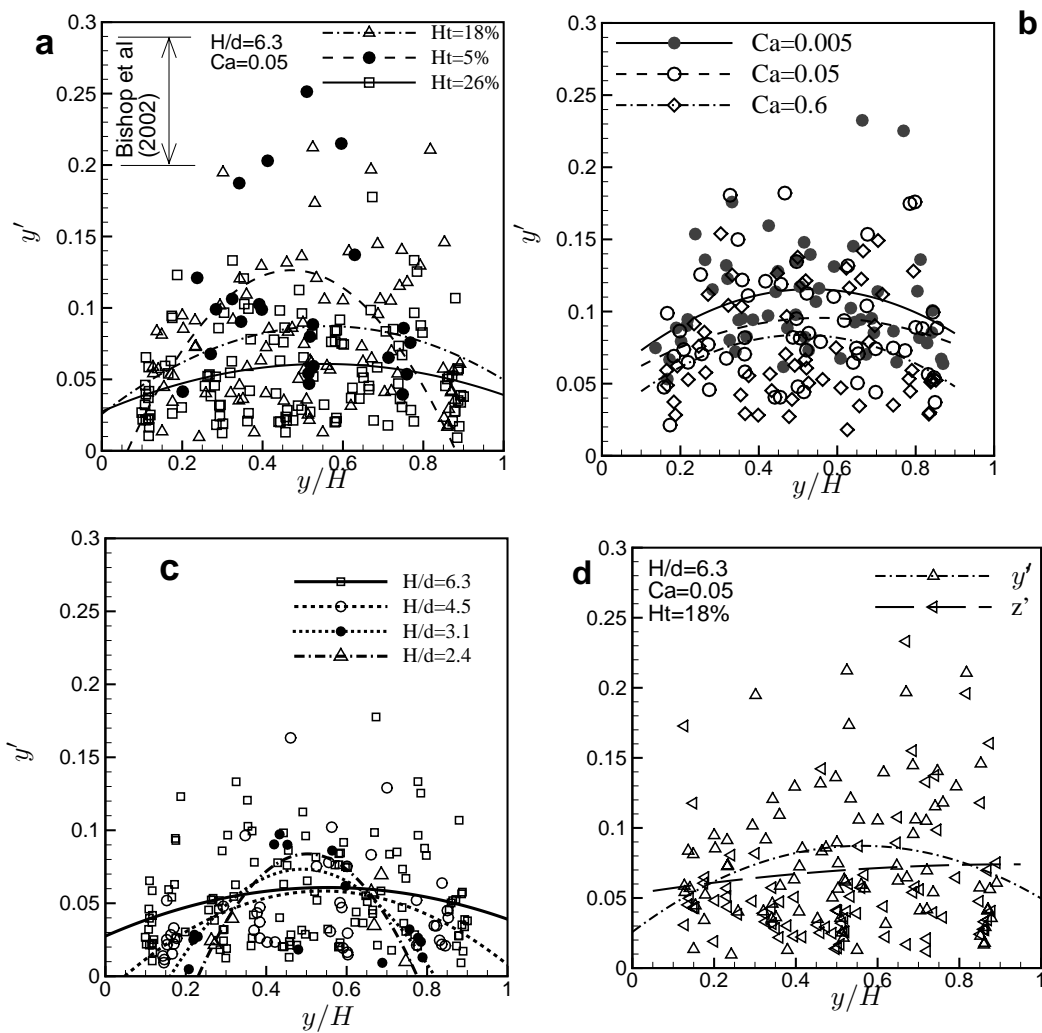 a
H/d=6.3
Ca=0.05
Ht=18%
Ht=5%
Ht=26%
Bishop et al
(2002)
0.3
0.25
0.2
0.15
0.1
0.05
0
y′
0.2
0.4
0.6
0.8
1
y/H
b
Ca=0.005
Ca=0.05
Ca=0.6
0.3
0.25
0.2
0.15
0.1
0.05
0
y′
0
0.2
0.4
0.6
0.8
1
y/H
c
H/d=6.3
H/d=4.5
H/d=3.1
H/d=2.4
0.3
0.25
0.2
0.15
0.1
0.05
0
y′
0
0.2
0.4
0.6
0.8
1
y/H
d
H/d=6.3
Ca=0.05
Ht=18%
y′
z'
0.3
0.25
0.2
0.15
0.1
0.05
0
0
0.2
0.4
0.6
0.8
1
y/H